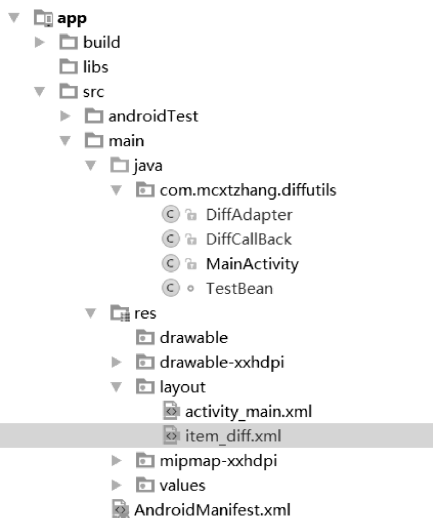 app
build
libs
src
androidTest
main
java
com.mcxtzhang.diffutils
DiffAdapter
DiffCallBack
MainActivity
TestBean
res
drawable
drawable-xxhdpi
layout
activity_main.xml
item_diff.xml
mipmap-xxhdpi
values
AndroidManifest.xml